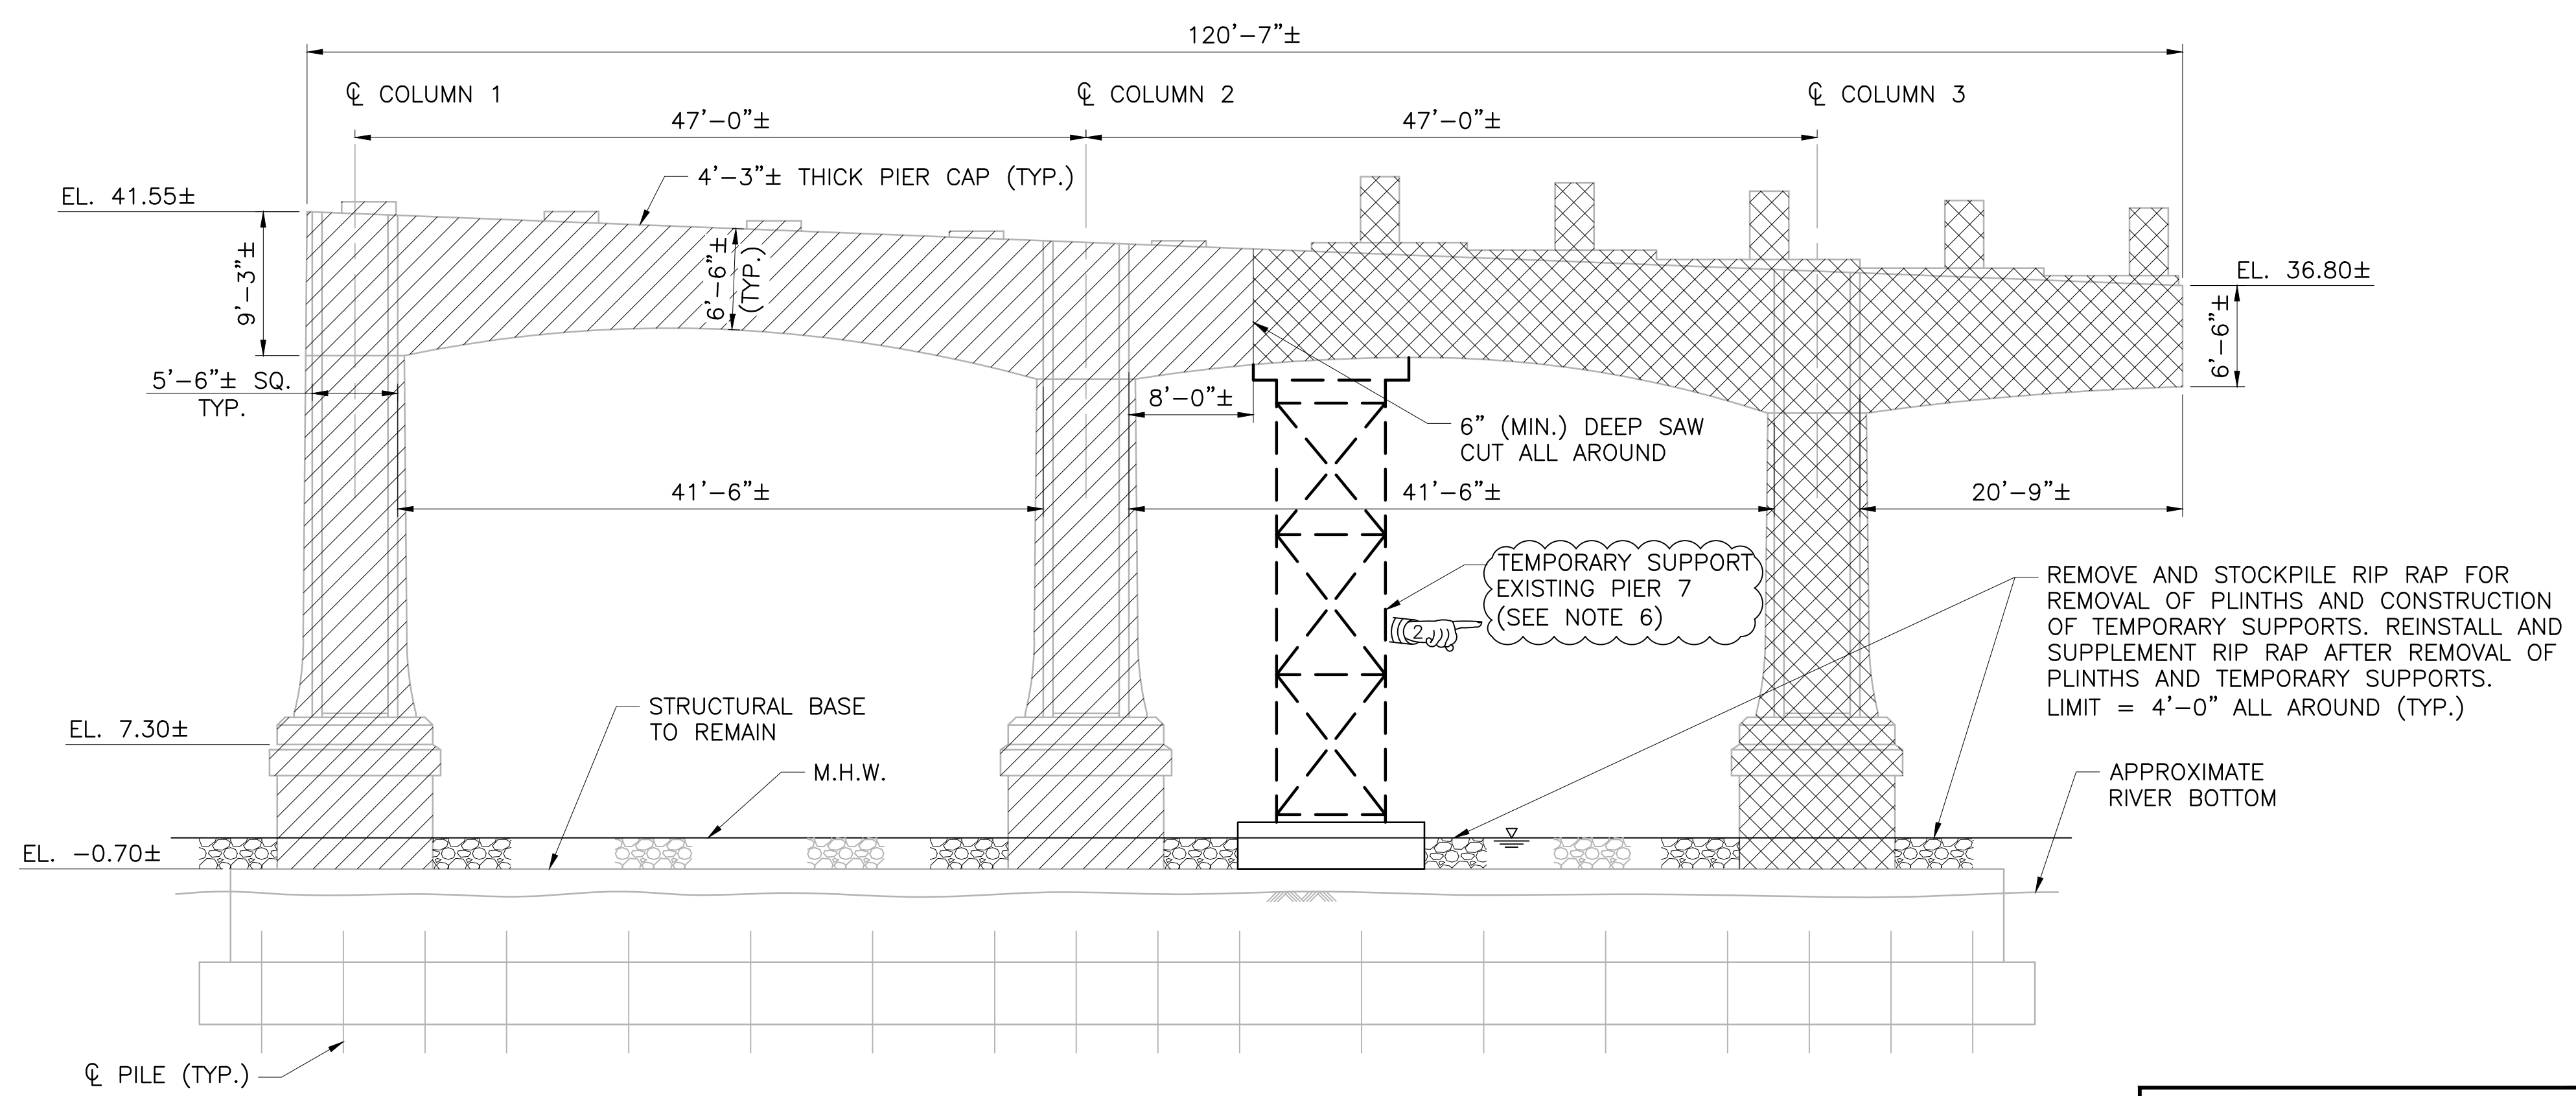 120'-7"±
℄ COLUMN 1
℄ COLUMN 2
℄ COLUMN 3
47'-0"±
47'-0"±
4'-3"± THICK PIER CAP (TYP.)
EL. 41.55±
9'-3"±
6'-6"±
(TYP.)
EL. 36.80±
6'-6"±
5'-6"± SQ.
TYP.
8'-0"±
6" (MIN.) DEEP SAW
CUT ALL AROUND
41'-6"±
41'-6"±
20'-9"±
TEMPORARY SUPPORT
EXISTING PIER 7
(SEE NOTE 6)
2
REMOVE AND STOCKPILE RIP RAP FOR
REMOVAL OF PLINTHS AND CONSTRUCTION
OF TEMPORARY SUPPORTS. REINSTALL AND
SUPPLEMENT RIP RAP AFTER REMOVAL OF
PLINTHS AND TEMPORARY SUPPORTS.
LIMIT = 4'-0" ALL AROUND (TYP.)
STRUCTURAL BASE
TO REMAIN
EL. 7.30±
M.H.W.
APPROXIMATE
RIVER BOTTOM
EL. -0.70±
℄ PILE (TYP.)